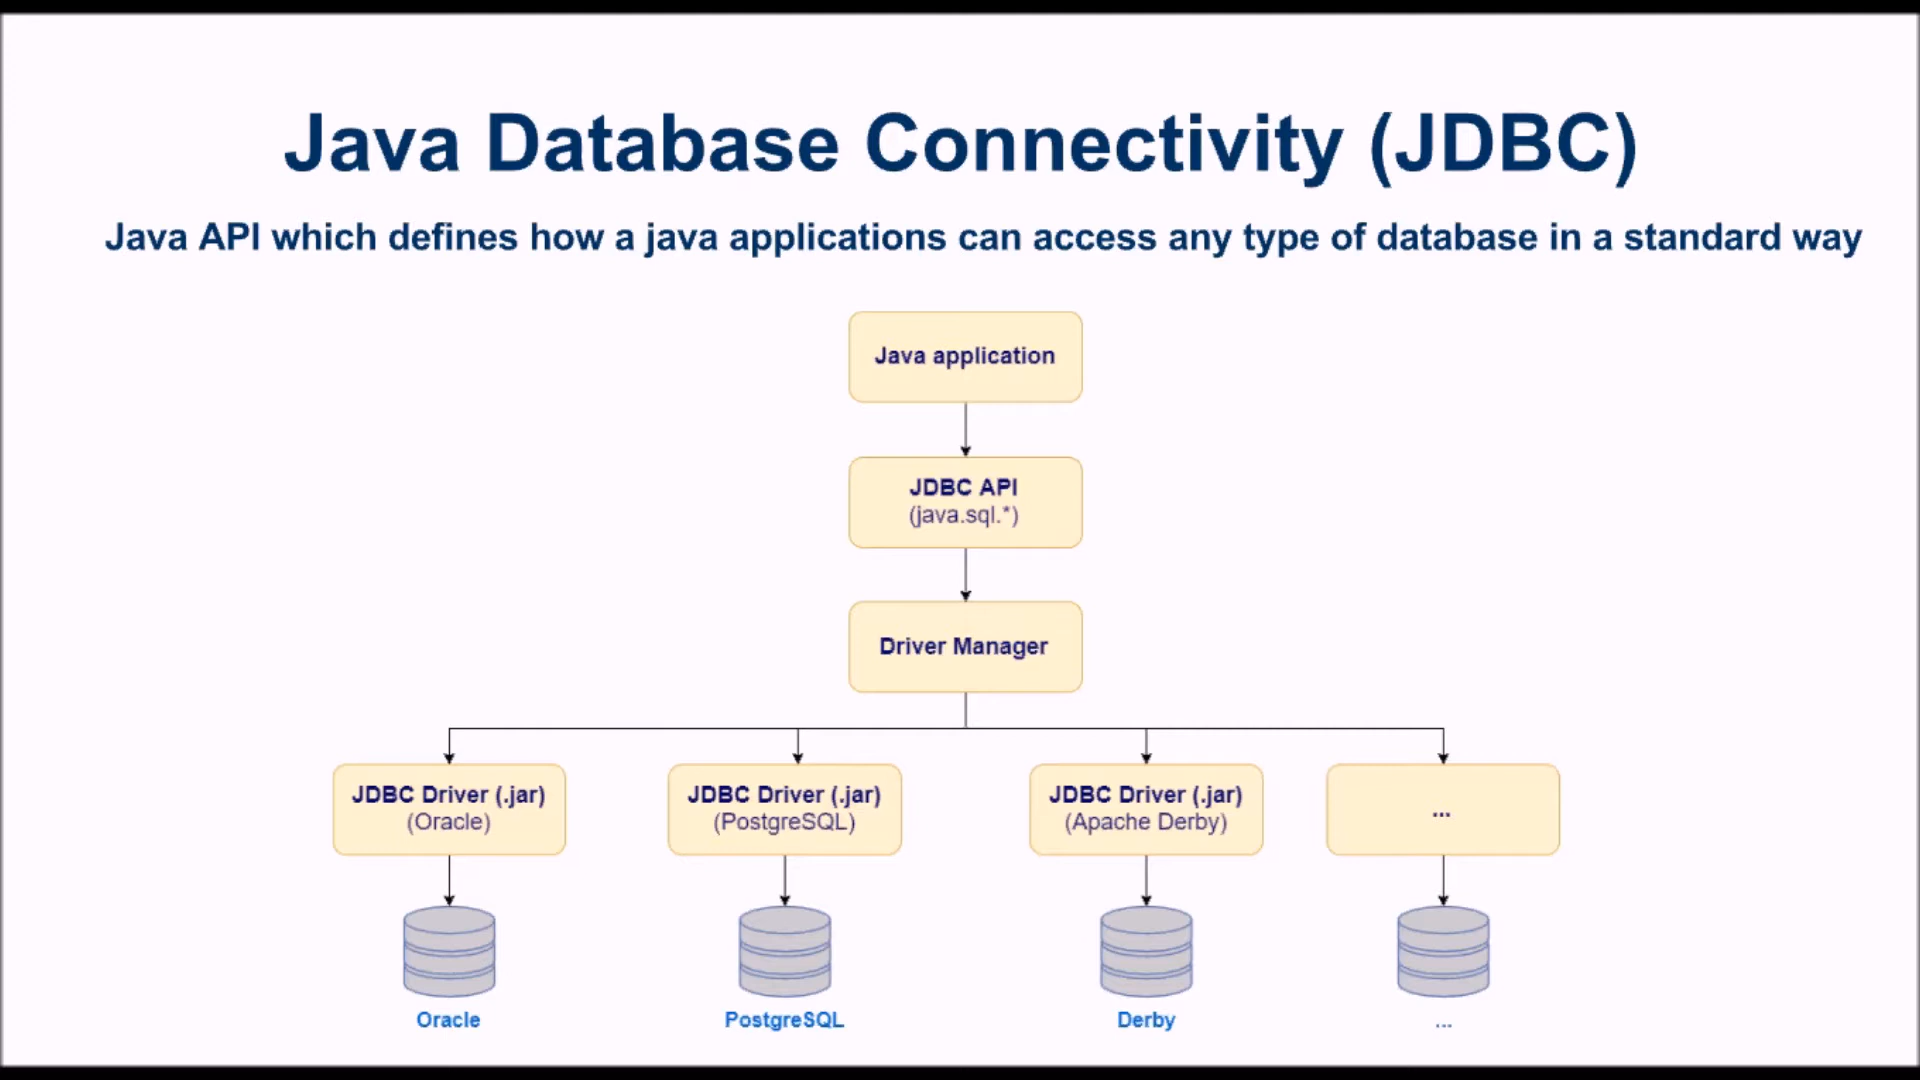 Java Database Connectivity (JDBC)
Java API which defines how a java applications can access any type of database in a standard way
Java application
JDBC API
(java.sql.*)
Driver Manager
JDBC Driver (.jar)
(Oracle)
JDBC Driver (.jar)
(PostgreSQL)
JDBC Driver (.jar)
(Apache Derby)
...
Oracle
PostgreSQL
Derby
...